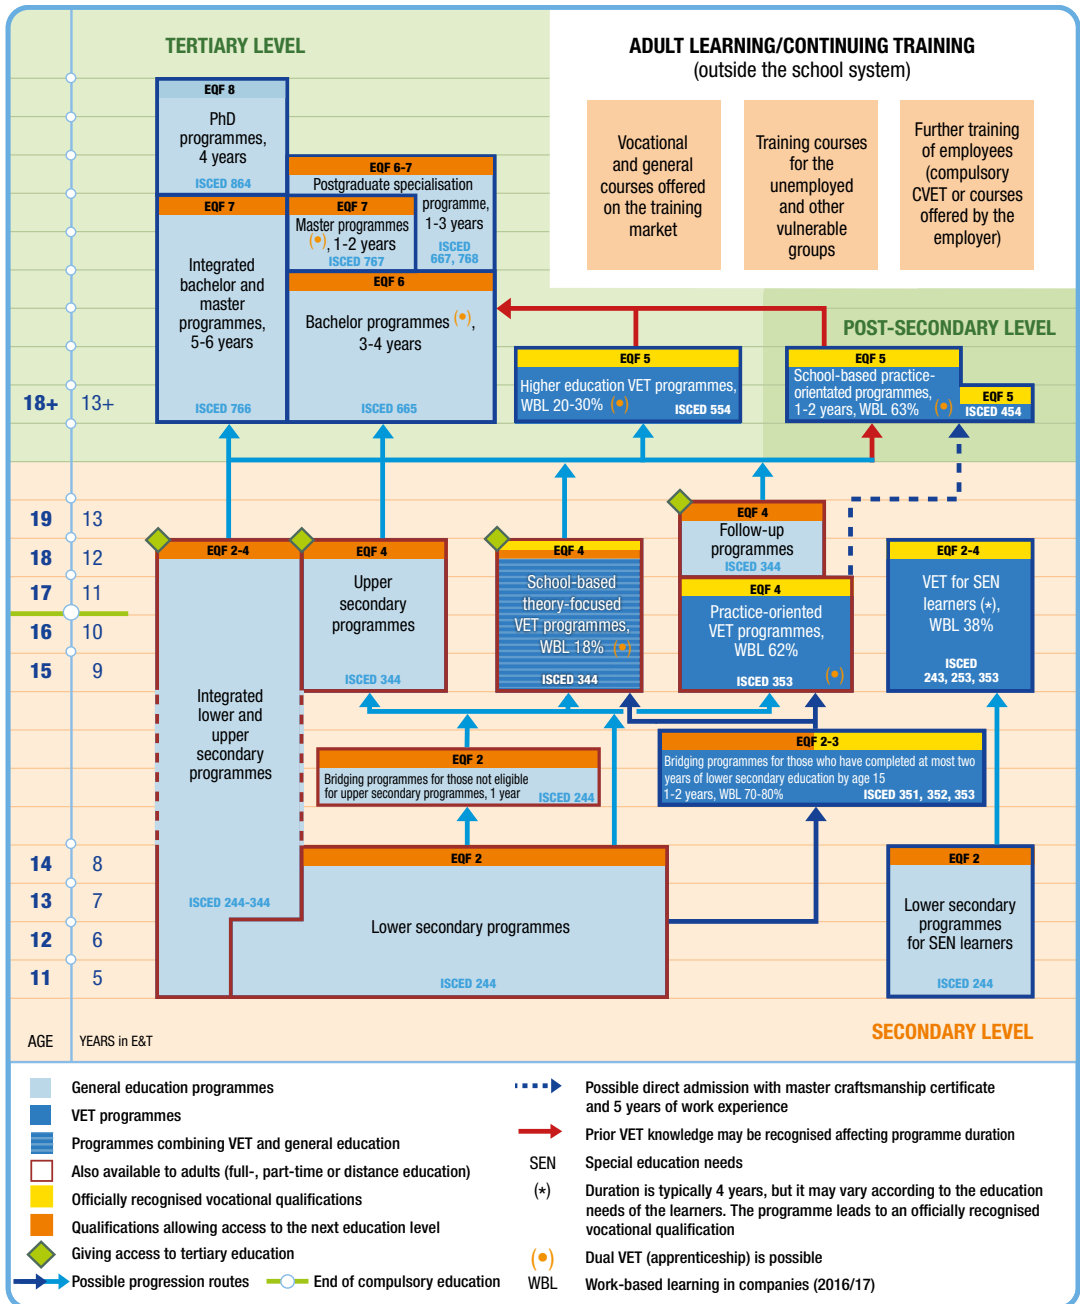 TERTIARY LEVEL
ADULT LEARNING/CONTINUING TRAINING
(outside the school system)
Vocational
and general
courses offered
on the training
market
Training courses
for the
unemployed
and other
vulnerable
groups
Further training
of employees
(compulsory
CVET or courses
offered by the
employer)
EQF 8
PhD
programmes,
4 years
ISCED 864
EQF 6-7
Postgraduate specialisation
programme,
1-3 years
ISCED
667, 768
EQF 7
Integrated
bachelor and
master
programmes,
5-6 years
ISCED 766
EQF 7
Master programmes
(•), 1-2 years
ISCED 767
EQF 6
Bachelor programmes (•),
3-4 years
ISCED 665
POST-SECONDARY LEVEL
EQF 5
Higher education VET programmes,
WBL 20-30% (•) ISCED 554
EQF 5
School-based practice-
orientated programmes,
1-2 years, WBL 63% (•)
EQF 5
ISCED 454
18+ 13+
19 13
18 12
17 11
16 10
15 9
14 8
13 7
12 6
11 5
AGE YEARS in E&T
EQF 2-4
Integrated
lower and
upper
secondary
programmes
ISCED 244-344
EQF 4
Upper
secondary
programmes
ISCED 344
EQF 4
School-based
theory-focused
VET programmes,
WBL 18% (•)
ISCED 344
EQF 4
Follow-up
programmes
ISCED 344
EQF 4
Practice-oriented
VET programmes,
WBL 62%
(•)
ISCED 353
EQF 2-4
VET for SEN
learners (*),
WBL 38%
ISCED
243, 253, 353
EQF 2
Bridging programmes for those not eligible
for upper secondary programmes, 1 year ISCED 244
EQF 2-3
Bridging programmes for those who have completed at most two
years of lower secondary education by age 15
1-2 years, WBL 70-80% ISCED 351, 352, 353
EQF 2
Lower secondary programmes
ISCED 244
EQF 2
Lower secondary
programmes
for SEN learners
ISCED 244
SECONDARY LEVEL
General education programmes
VET programmes
Programmes combining VET and general education
Also available to adults (full-, part-time or distance education)
Officially recognised vocational qualifications
Qualifications allowing access to the next education level
Giving access to tertiary education
Possible progression routes
End of compulsory education
Possible direct admission with master craftsmanship certificate
and 5 years of work experience
Prior VET knowledge may be recognised affecting programme duration
SEN Special education needs
(*) Duration is typically 4 years, but it may vary according to the education
needs of the learners. The programme leads to an officially recognised
vocational qualification
(•) Dual VET (apprenticeship) is possible
WBL Work-based learning in companies (2016/17)